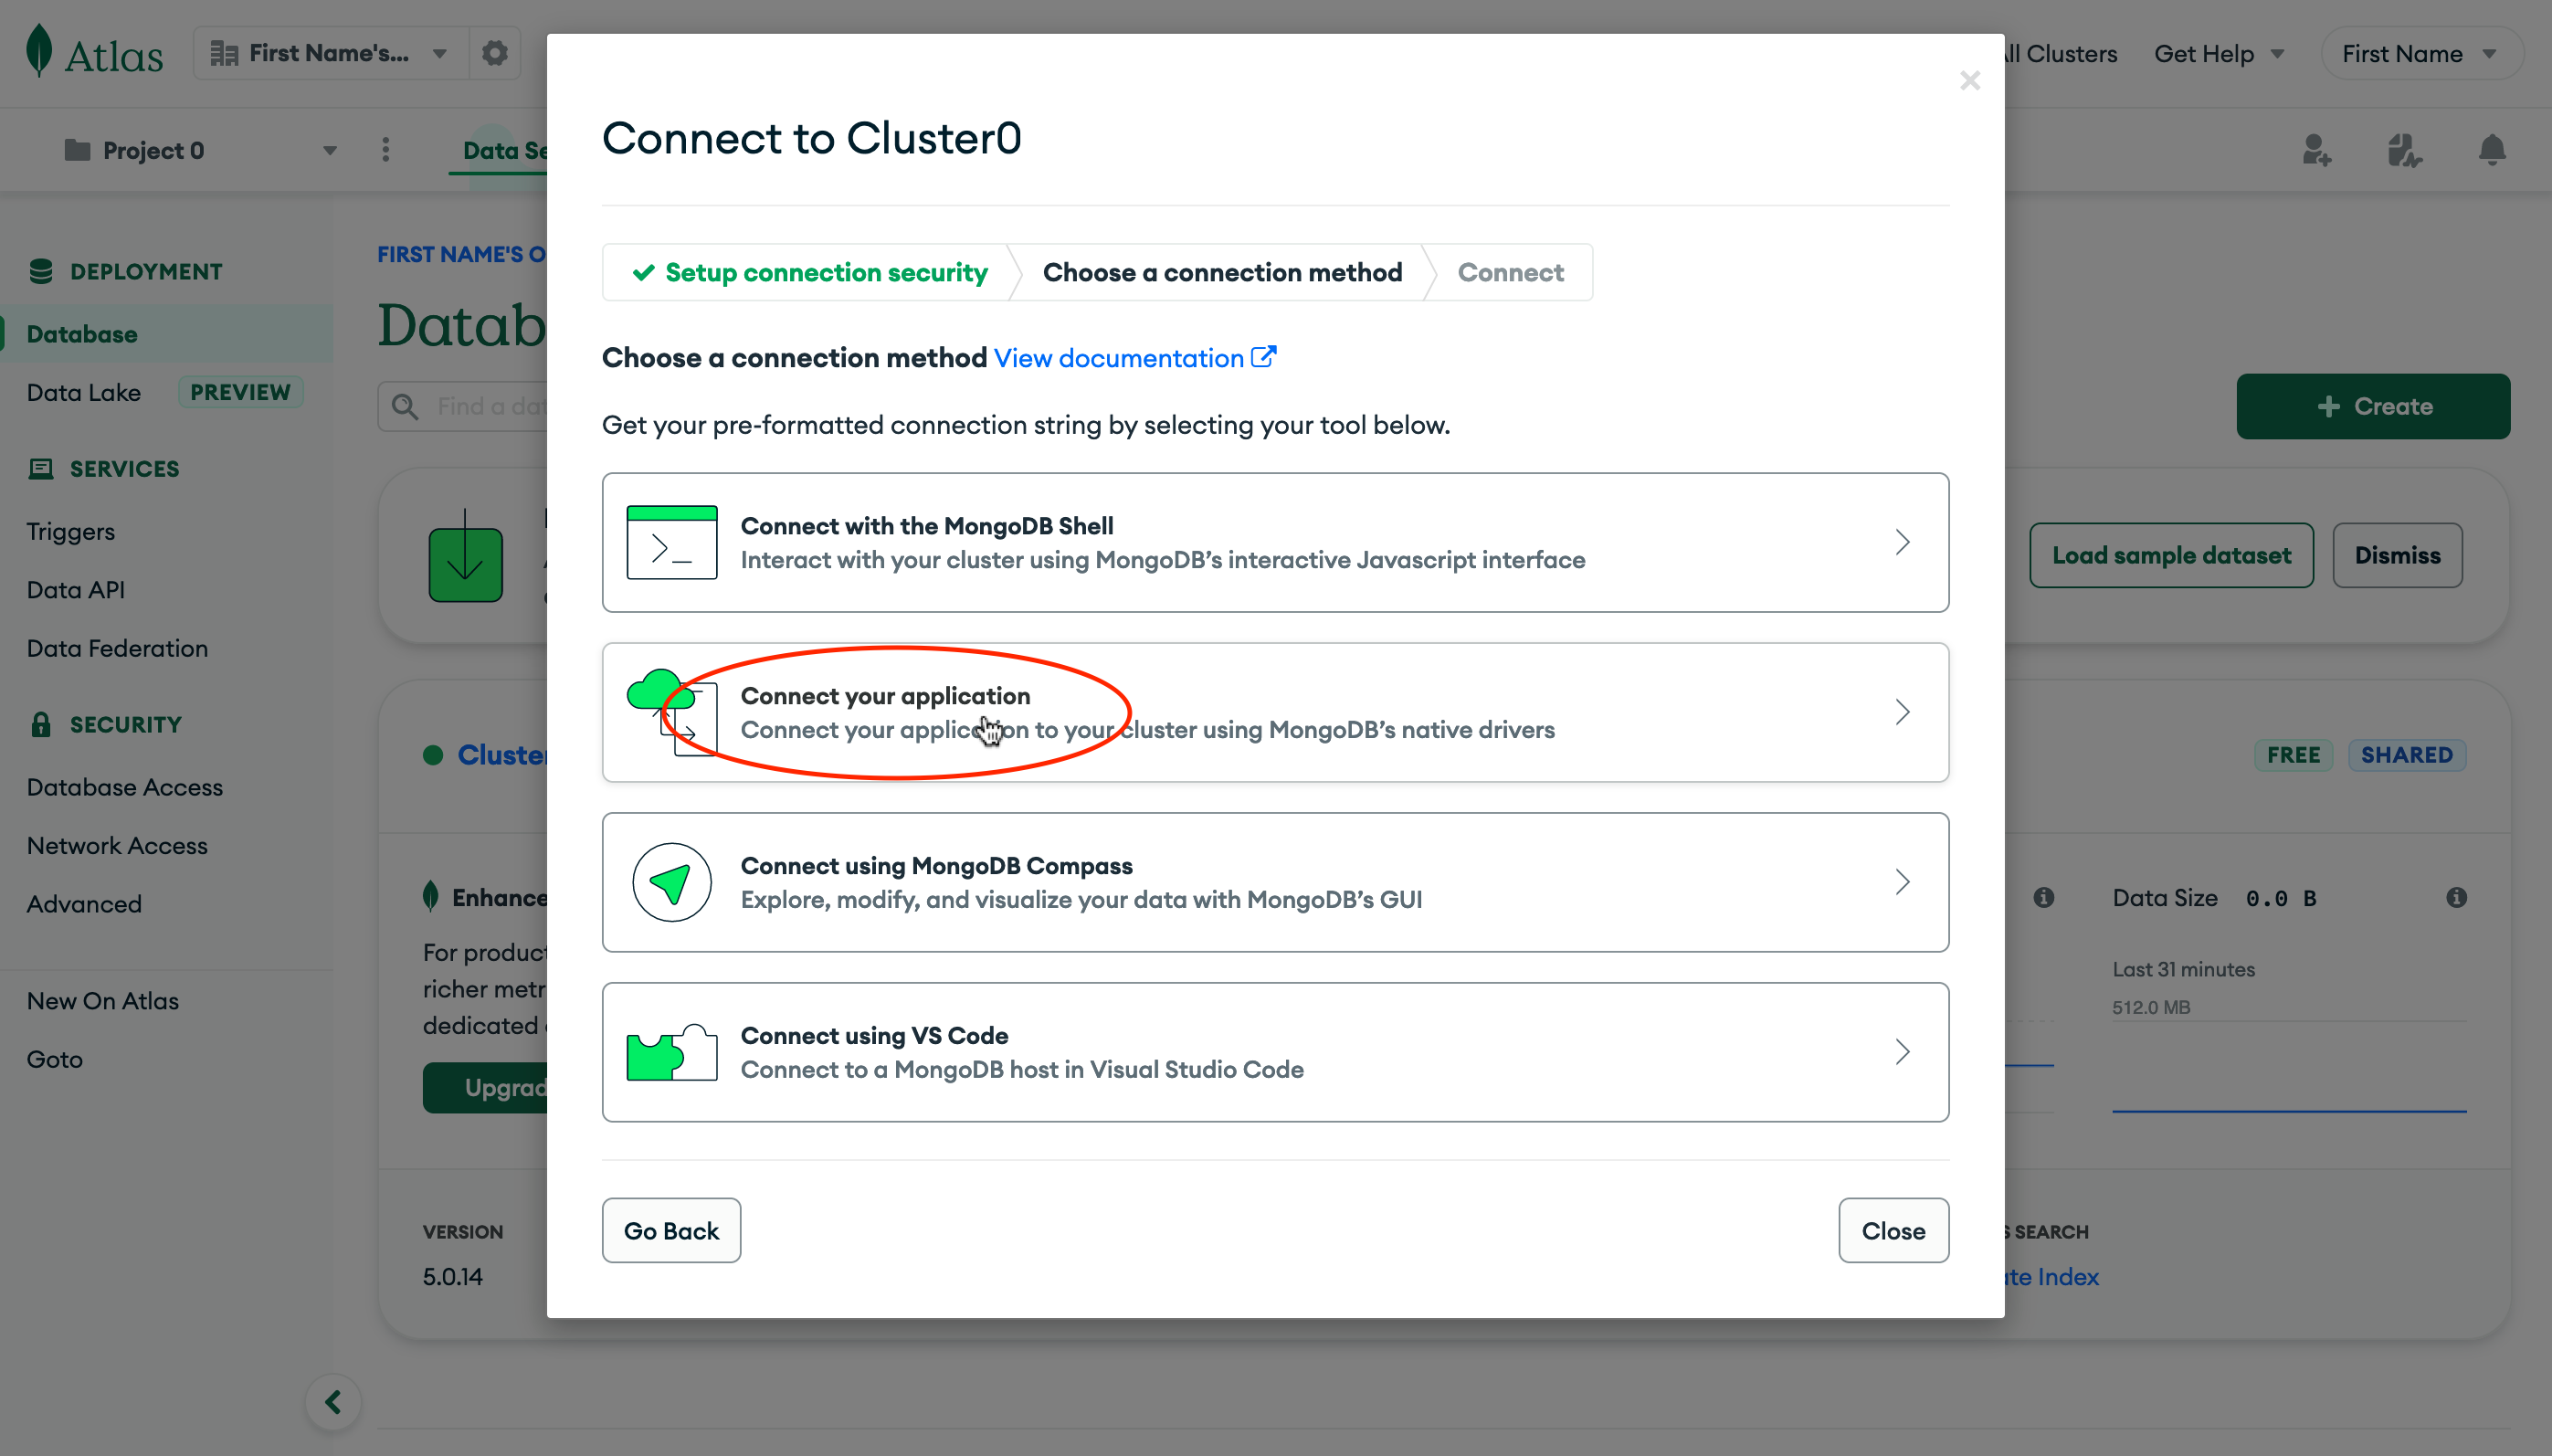 Atlas
First Name's...
All Clusters
Get Help
First Name
Project 0
Data Se
DEPLOYMENT
Database
Data Lake
PREVIEW
SERVICES
Triggers
Data API
Data Federation
SECURITY
Database Access
Network Access
Advanced
New On Atlas
Goto
FIRST NAME'S O
Datab
Find a dat
Create
Load sample dataset
Dismiss
Cluster
FREE
SHARED
Enhance
For product
richer metr
dedicated
Upgrad
Data Size 0.0 B
Last 31 minutes
512.0 MB
VERSION
5.0.14
S SEARCH
ate Index
Connect to Cluster0
Setup connection security
Choose a connection method
Connect
Choose a connection method View documentation
Get your pre-formatted connection string by selecting your tool below.
Connect with the MongoDB Shell
Interact with your cluster using MongoDB’s interactive Javascript interface
Connect your application
Connect your application to your cluster using MongoDB’s native drivers
Connect using MongoDB Compass
Explore, modify, and visualize your data with MongoDB’s GUI
Connect using VS Code
Connect to a MongoDB host in Visual Studio Code
Go Back
Close